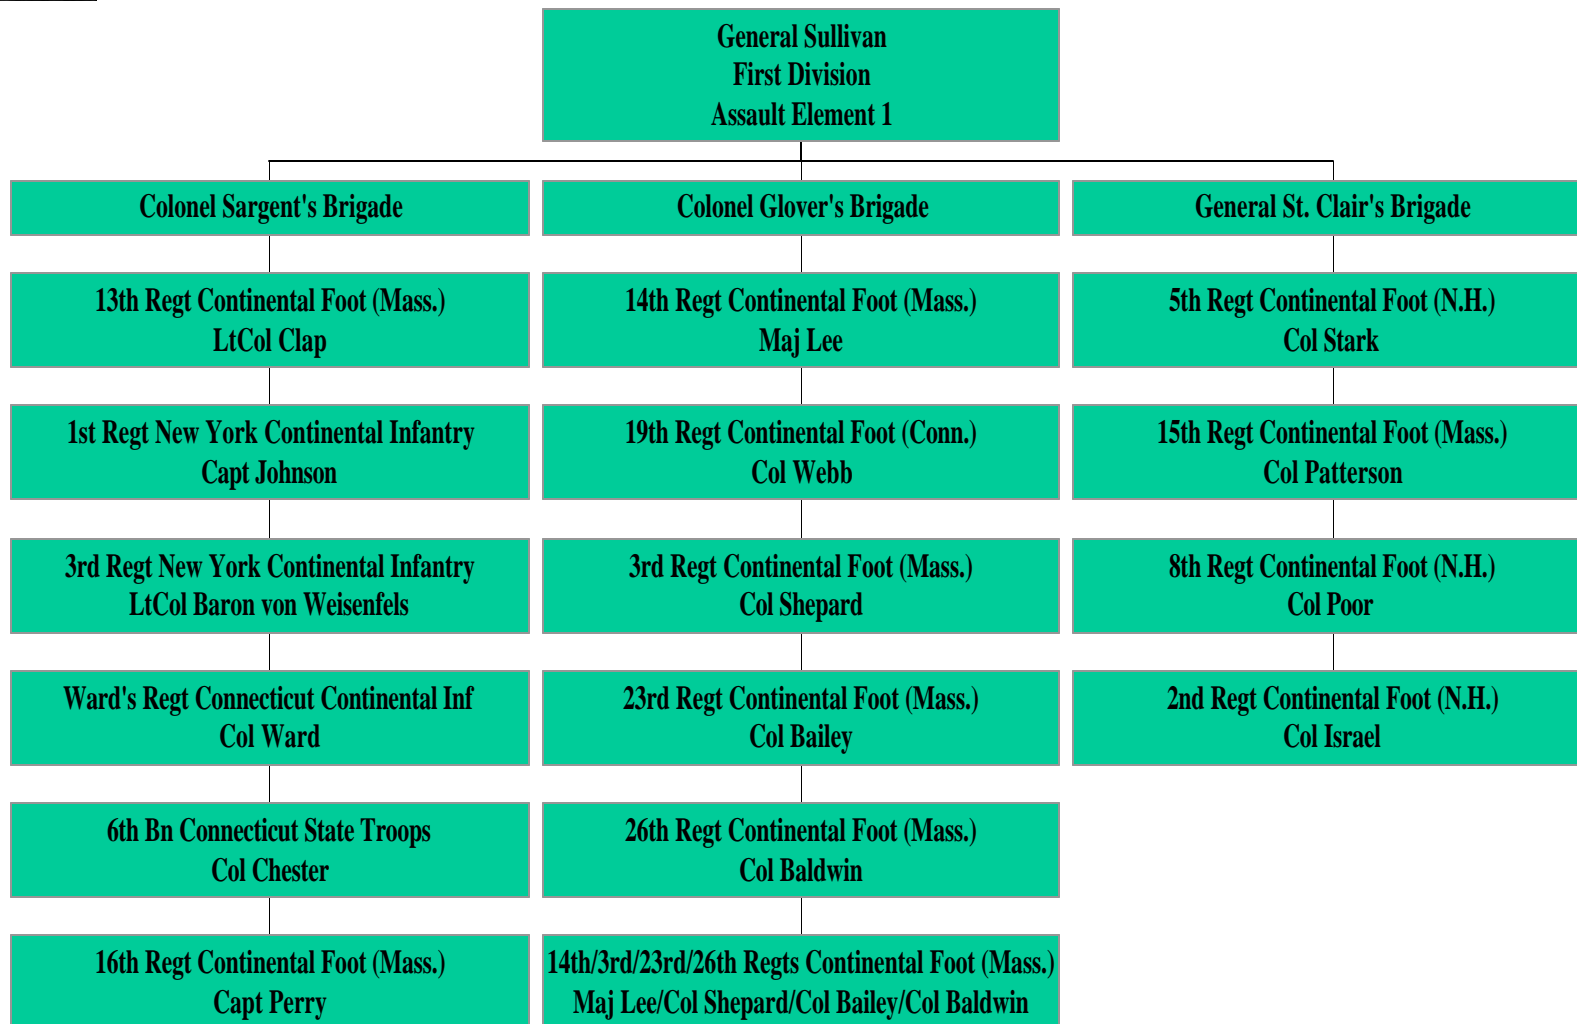 General Sullivan
First Division
Assault Element 1
Colonel Sargent's Brigade
13th Regt Continental Foot (Mass.)
LtCol Clap
1st Regt New York Continental Infantry
Capt Johnson
3rd Regt New York Continental Infantry
LtCol Baron von Weisenfels
Ward's Regt Connecticut Continental Inf
Col Ward
6th Bn Connecticut State Troops
Col Chester
16th Regt Continental Foot (Mass.)
Capt Perry
Colonel Glover's Brigade
14th Regt Continental Foot (Mass.)
Maj Lee
19th Regt Continental Foot (Conn.)
Col Webb
3rd Regt Continental Foot (Mass.)
Col Shepard
23rd Regt Continental Foot (Mass.)
Col Bailey
26th Regt Continental Foot (Mass.)
Col Baldwin
14th/3rd/23rd/26th Regts Continental Foot (Mass.)
Maj Lee/Col Shepard/Col Bailey/Col Baldwin
General St. Clair's Brigade
5th Regt Continental Foot (N.H.)
Col Stark
15th Regt Continental Foot (Mass.)
Col Patterson
8th Regt Continental Foot (N.H.)
Col Poor
2nd Regt Continental Foot (N.H.)
Col Israel